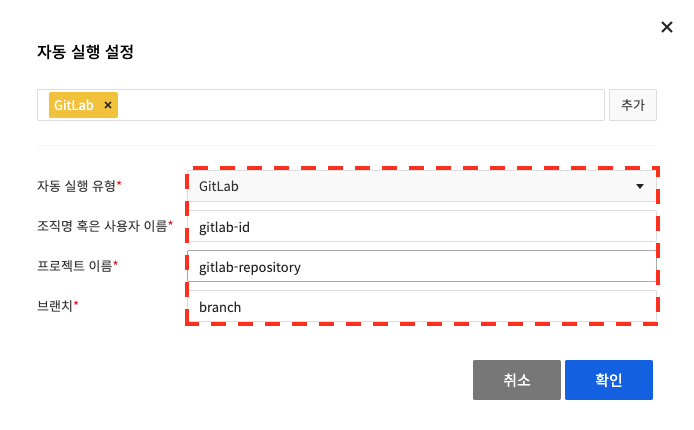 자동 실행 설정
GitLab ×
추가
자동 실행 유형* GitLab
조직명 혹은 사용자 이름* gitlab-id
프로젝트 이름* gitlab-repository
브랜치* branch
취소 확인